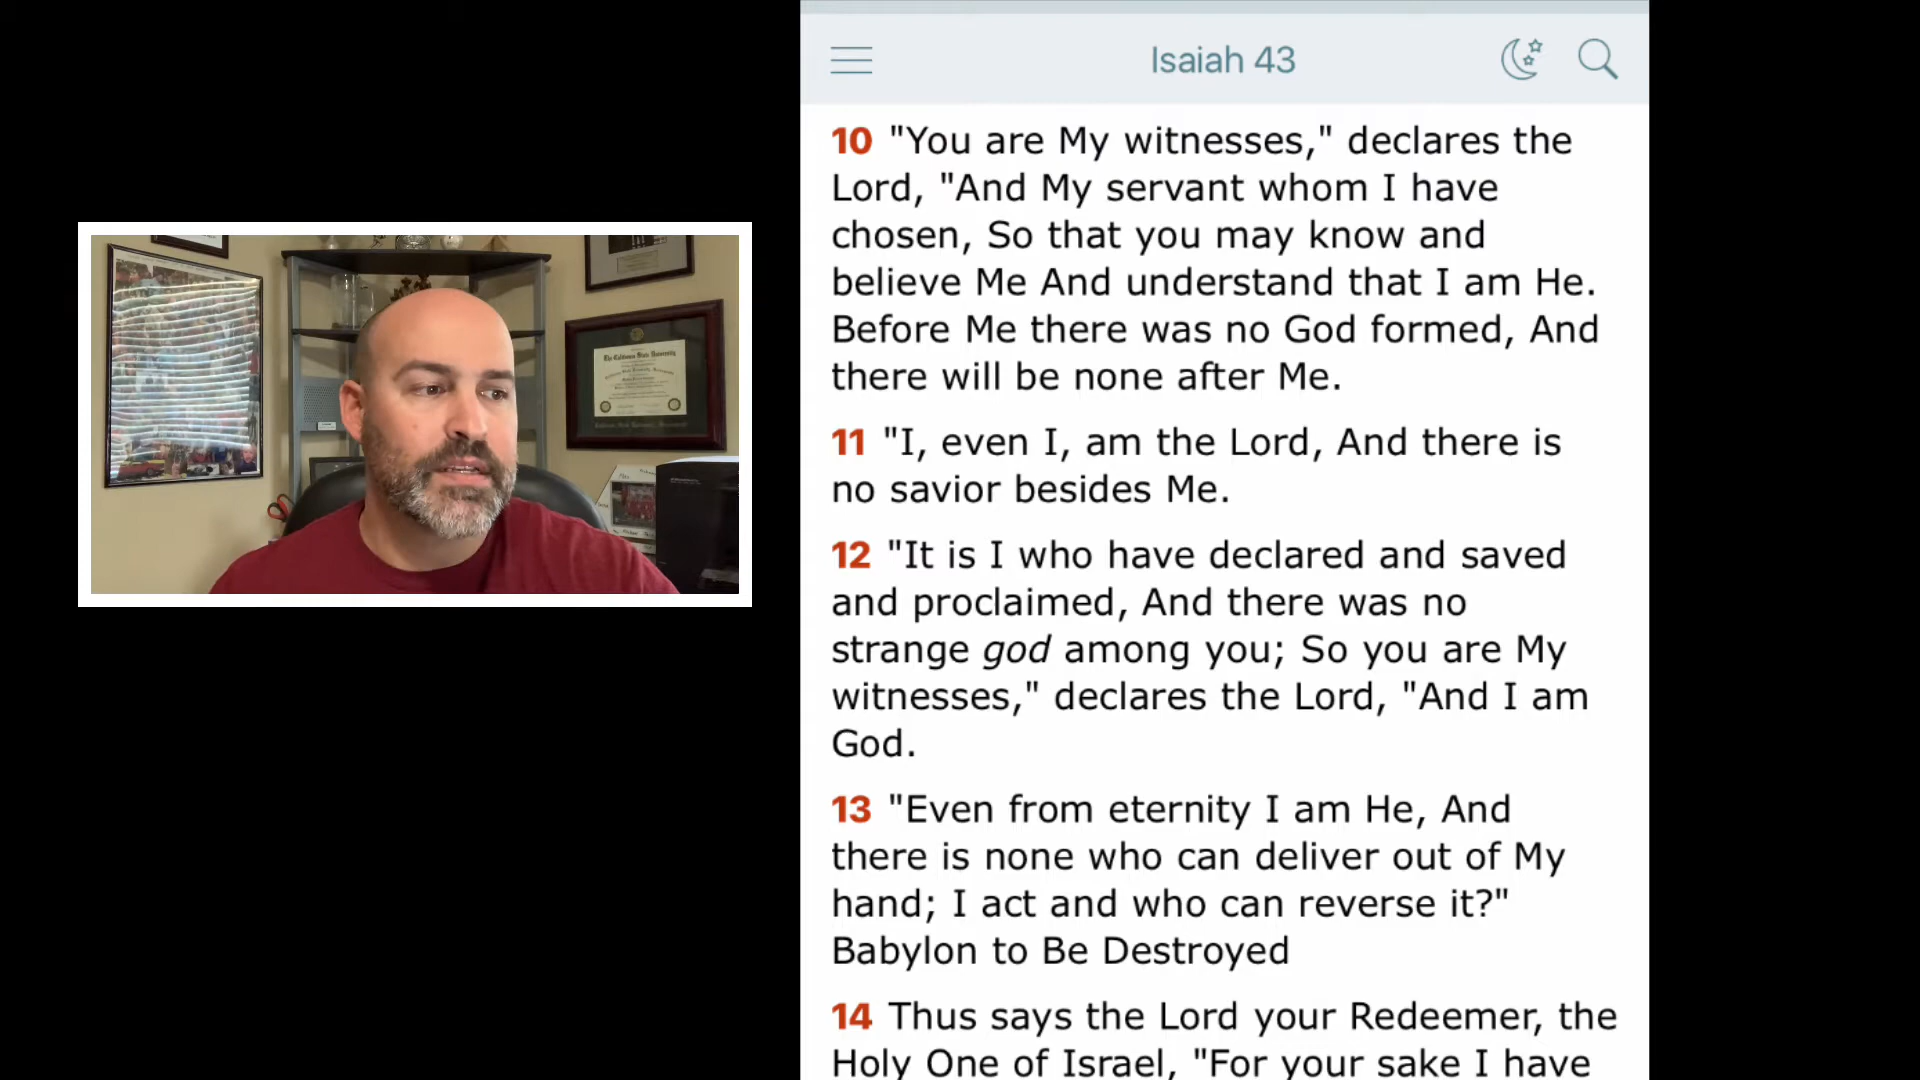 Isaiah 43
10 "You are My witnesses," declares the
Lord, "And My servant whom I have
chosen, So that you may know and
believe Me And understand that I am He.
Before Me there was no God formed, And
there will be none after Me.
11 "I, even I, am the Lord, And there is
no savior besides Me.
12 "It is I who have declared and saved
and proclaimed, And there was no
strange god among you; So you are My
witnesses," declares the Lord, "And I am
God.
13 "Even from eternity I am He, And
there is none who can deliver out of My
hand; I act and who can reverse it?"
Babylon to Be Destroyed
14 Thus says the Lord your Redeemer, the
Holy One of Israel, "For your sake I have
The California State University